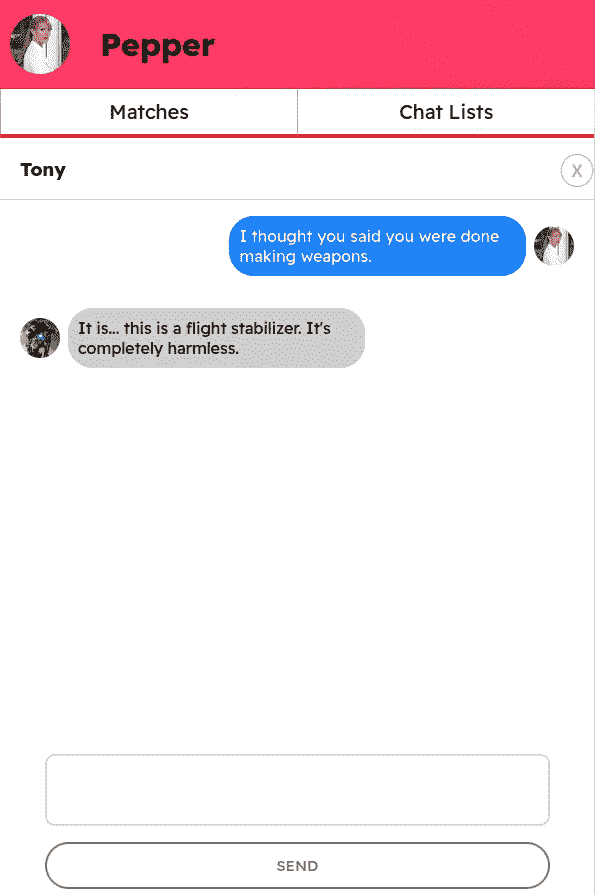 Pepper
Matches
Chat Lists
Tony
X
I thought you said you were done
making weapons.
It is... this is a flight stabilizer. It's
completely harmless.
SEND